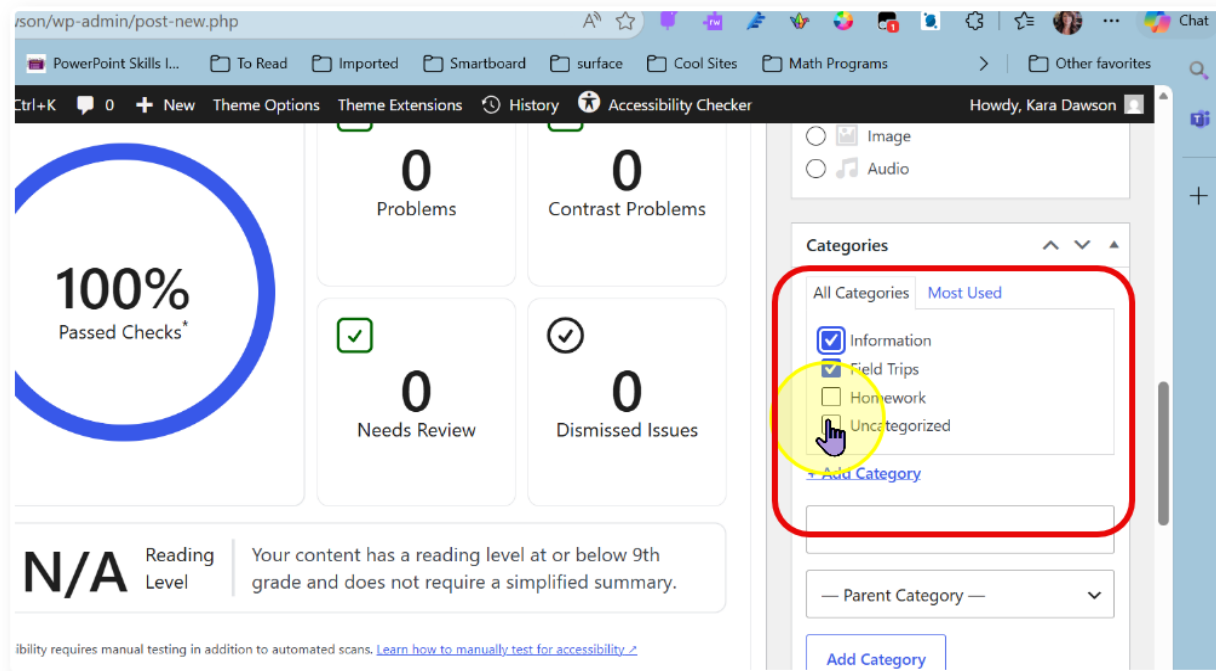 /son/wp-admin/post-new.php
Chat
PowerPoint Skills I...
To Read
Imported
Smartboard
surface
Cool Sites
Math Programs
Other favorites
Ctrl+K 0 + New Theme Options Theme Extensions History Accessibility Checker
Howdy, Kara Dawson
100%
Passed Checks*
0
Problems
0
Contrast Problems
0
Needs Review
0
Dismissed Issues
N/A
Reading
Level
Your content has a reading level at or below 9th
grade and does not require a simplified summary.
ibility requires manual testing in addition to automated scans. Learn how to manually test for accessibility
Image
Audio
Categories
All Categories
Most Used
Information
Field Trips
Homework
Uncategorized
+ Add Category
— Parent Category —
Add Category